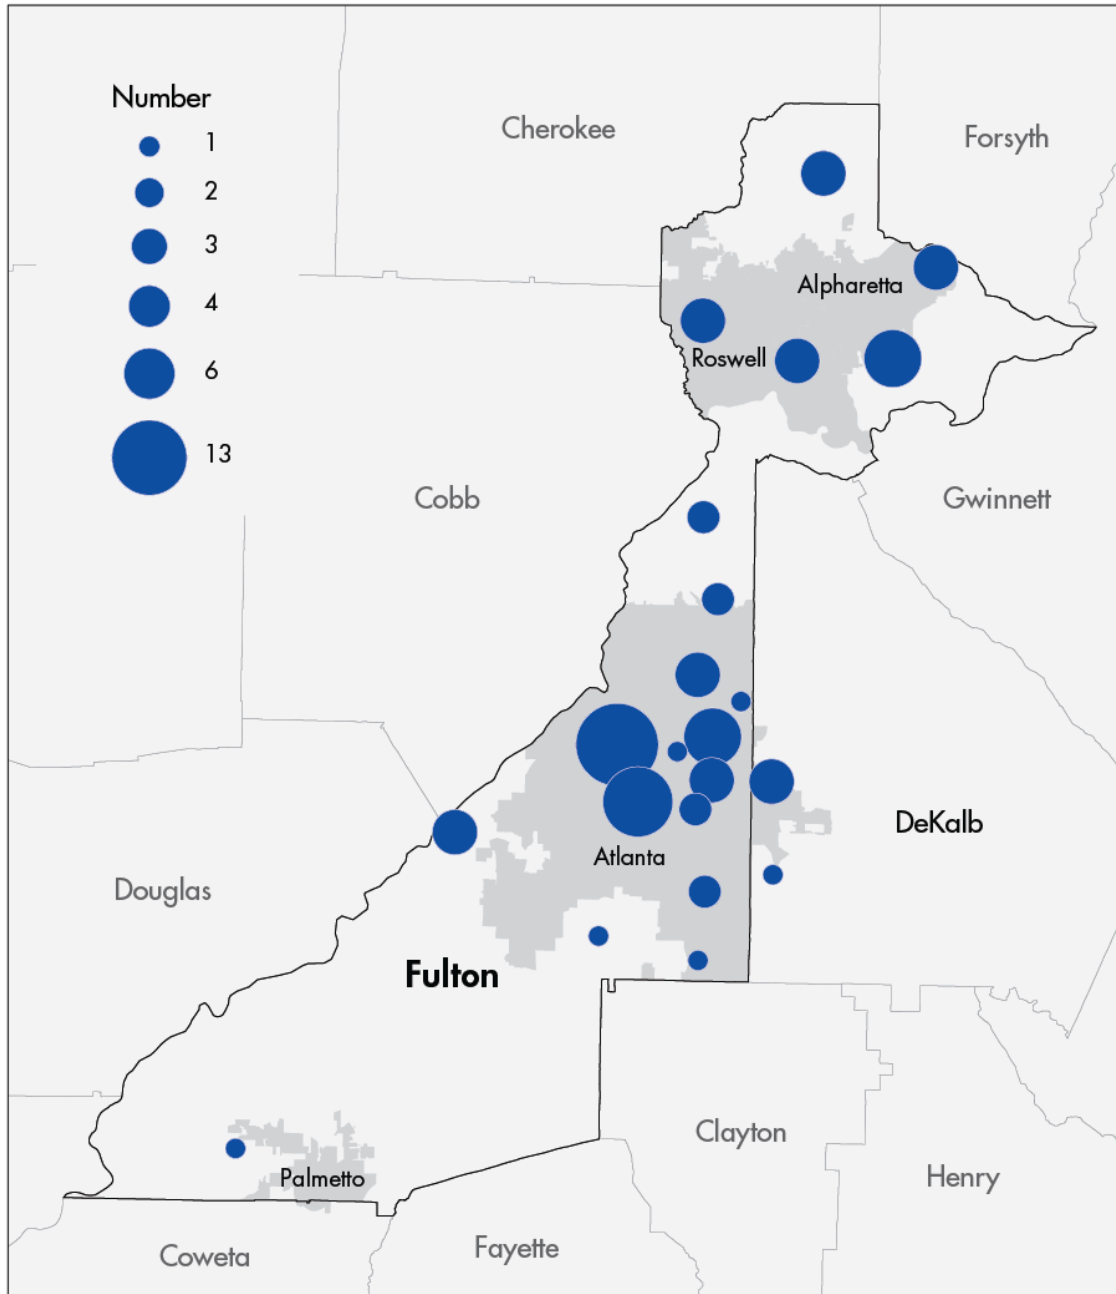 Number
1
2
3
4
6
13
Cherokee
Forsyth
Alpharetta
Roswell
Cobb
Gwinnett
DeKalb
Atlanta
Douglas
Fulton
Clayton
Palmetto
Henry
Coweta
Fayette